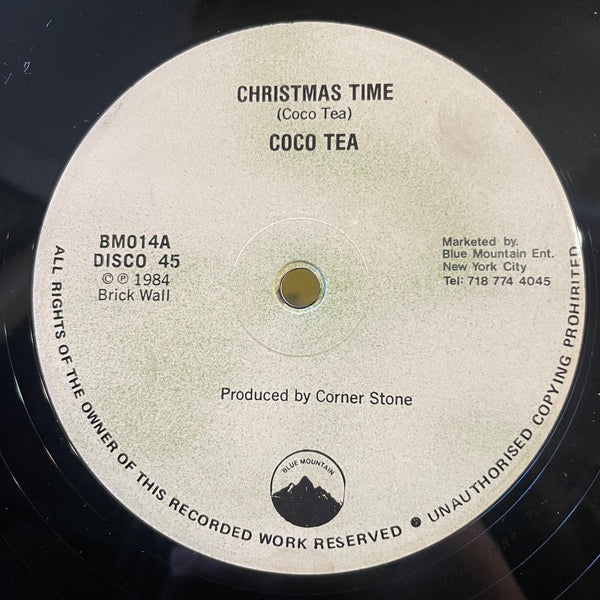 CHRISTMAS TIME
(Coco Tea)
COCO TEA
BM014A
DISCO 45
© ℗ 1984
Brick Wall
Marketed by.
Blue Mountain Ent.
New York City
Tel: 718 774 4045
Produced by Corner Stone
BLUE MOUNTAIN
ALL RIGHTS OF THE OWNER OF THIS RECORDED WORK RESERVED ● UNAUTHORISED COPYING PROHIBITED